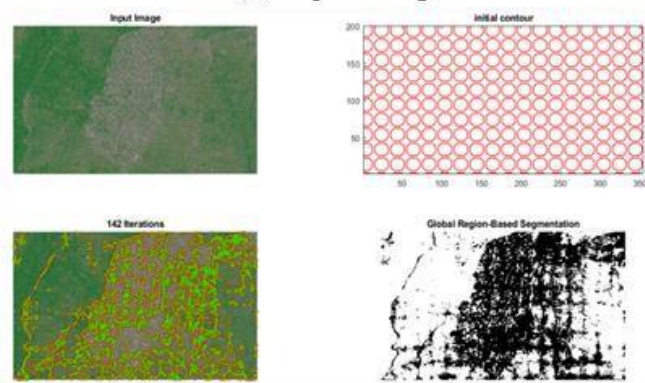 Input Image
initial contour
200
150
100
50
50 100 150 200 250 300 350
142 Iterations
Global Region-Based Segmentation